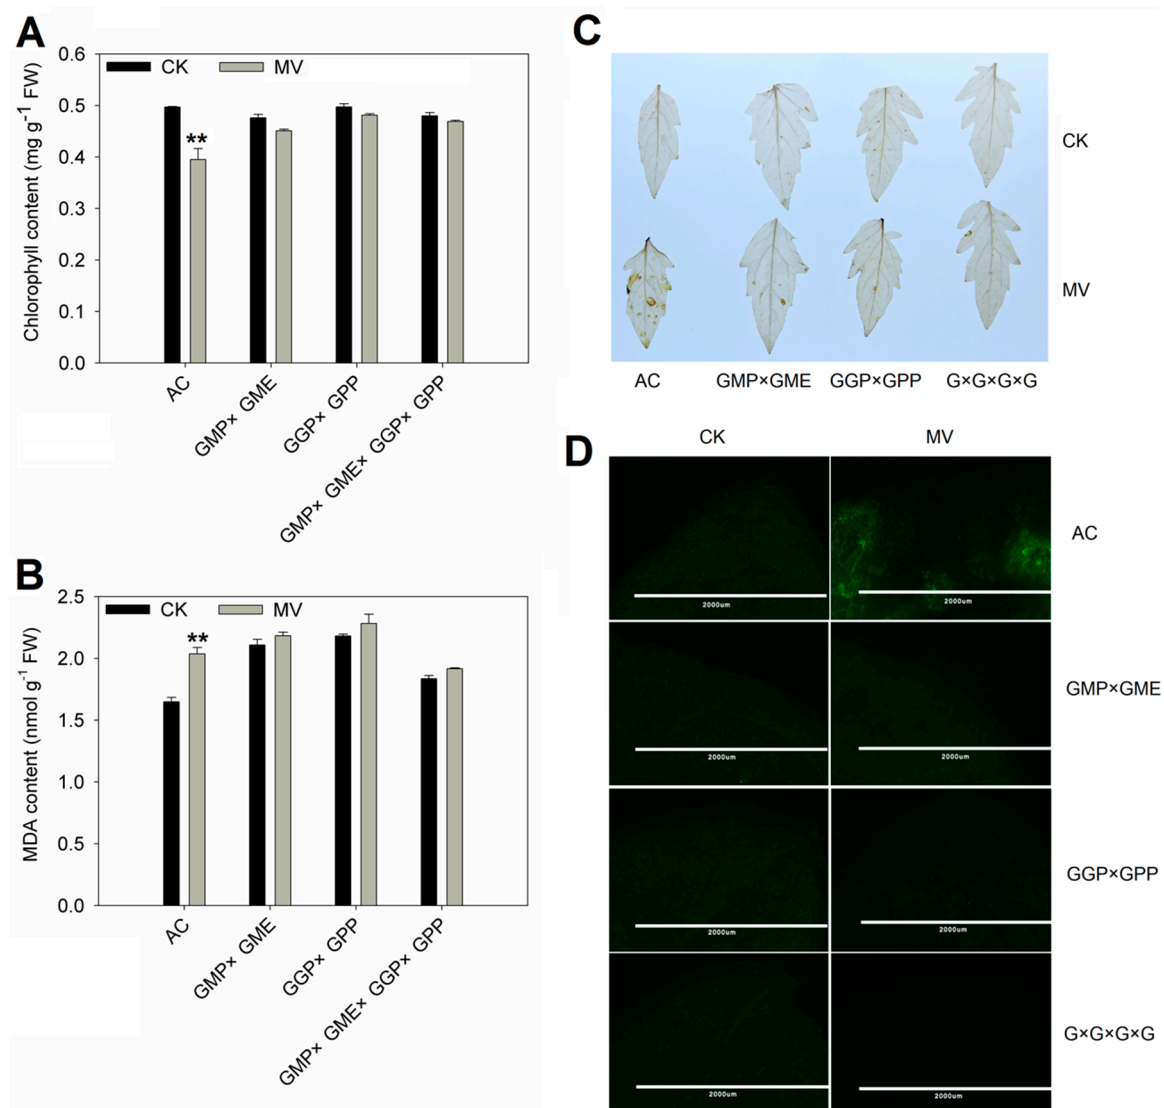 A
Chlorophyll content (mg g⁻¹ FW)
0.6
0.5
0.4
0.3
0.2
0.1
0.0
CK
MV
**
AC
GMP× GME
GGP× GPP
GMP× GME× GGP× GPP
B
MDA content (nmol g⁻¹ FW)
2.5
2.0
1.5
1.0
0.5
0.0
CK
MV
**
AC
GMP× GME
GGP× GPP
GMP× GME× GGP× GPP
C
CK
MV
AC
GMP×GME
GGP×GPP
G×G×G×G
D
CK
MV
2000um
2000um
AC
2000um
2000um
GMP×GME
2000um
2000um
GGP×GPP
2000um
2000um
G×G×G×G